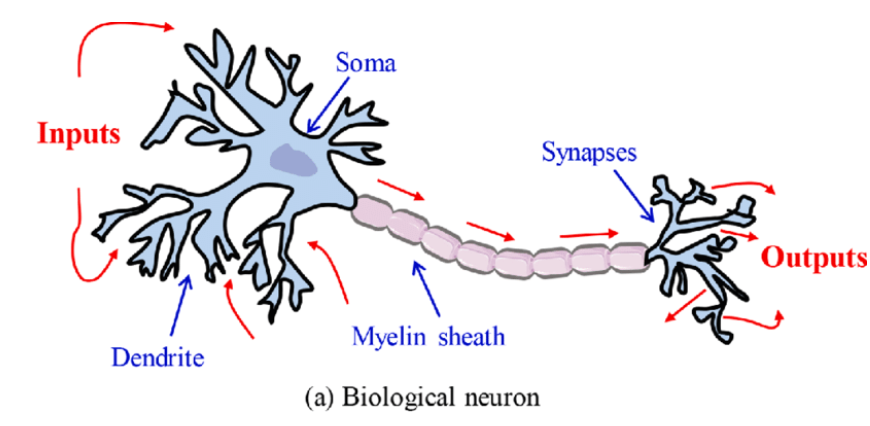 Soma
Inputs
Synapses
Outputs
Myelin sheath
Dendrite
(a) Biological neuron